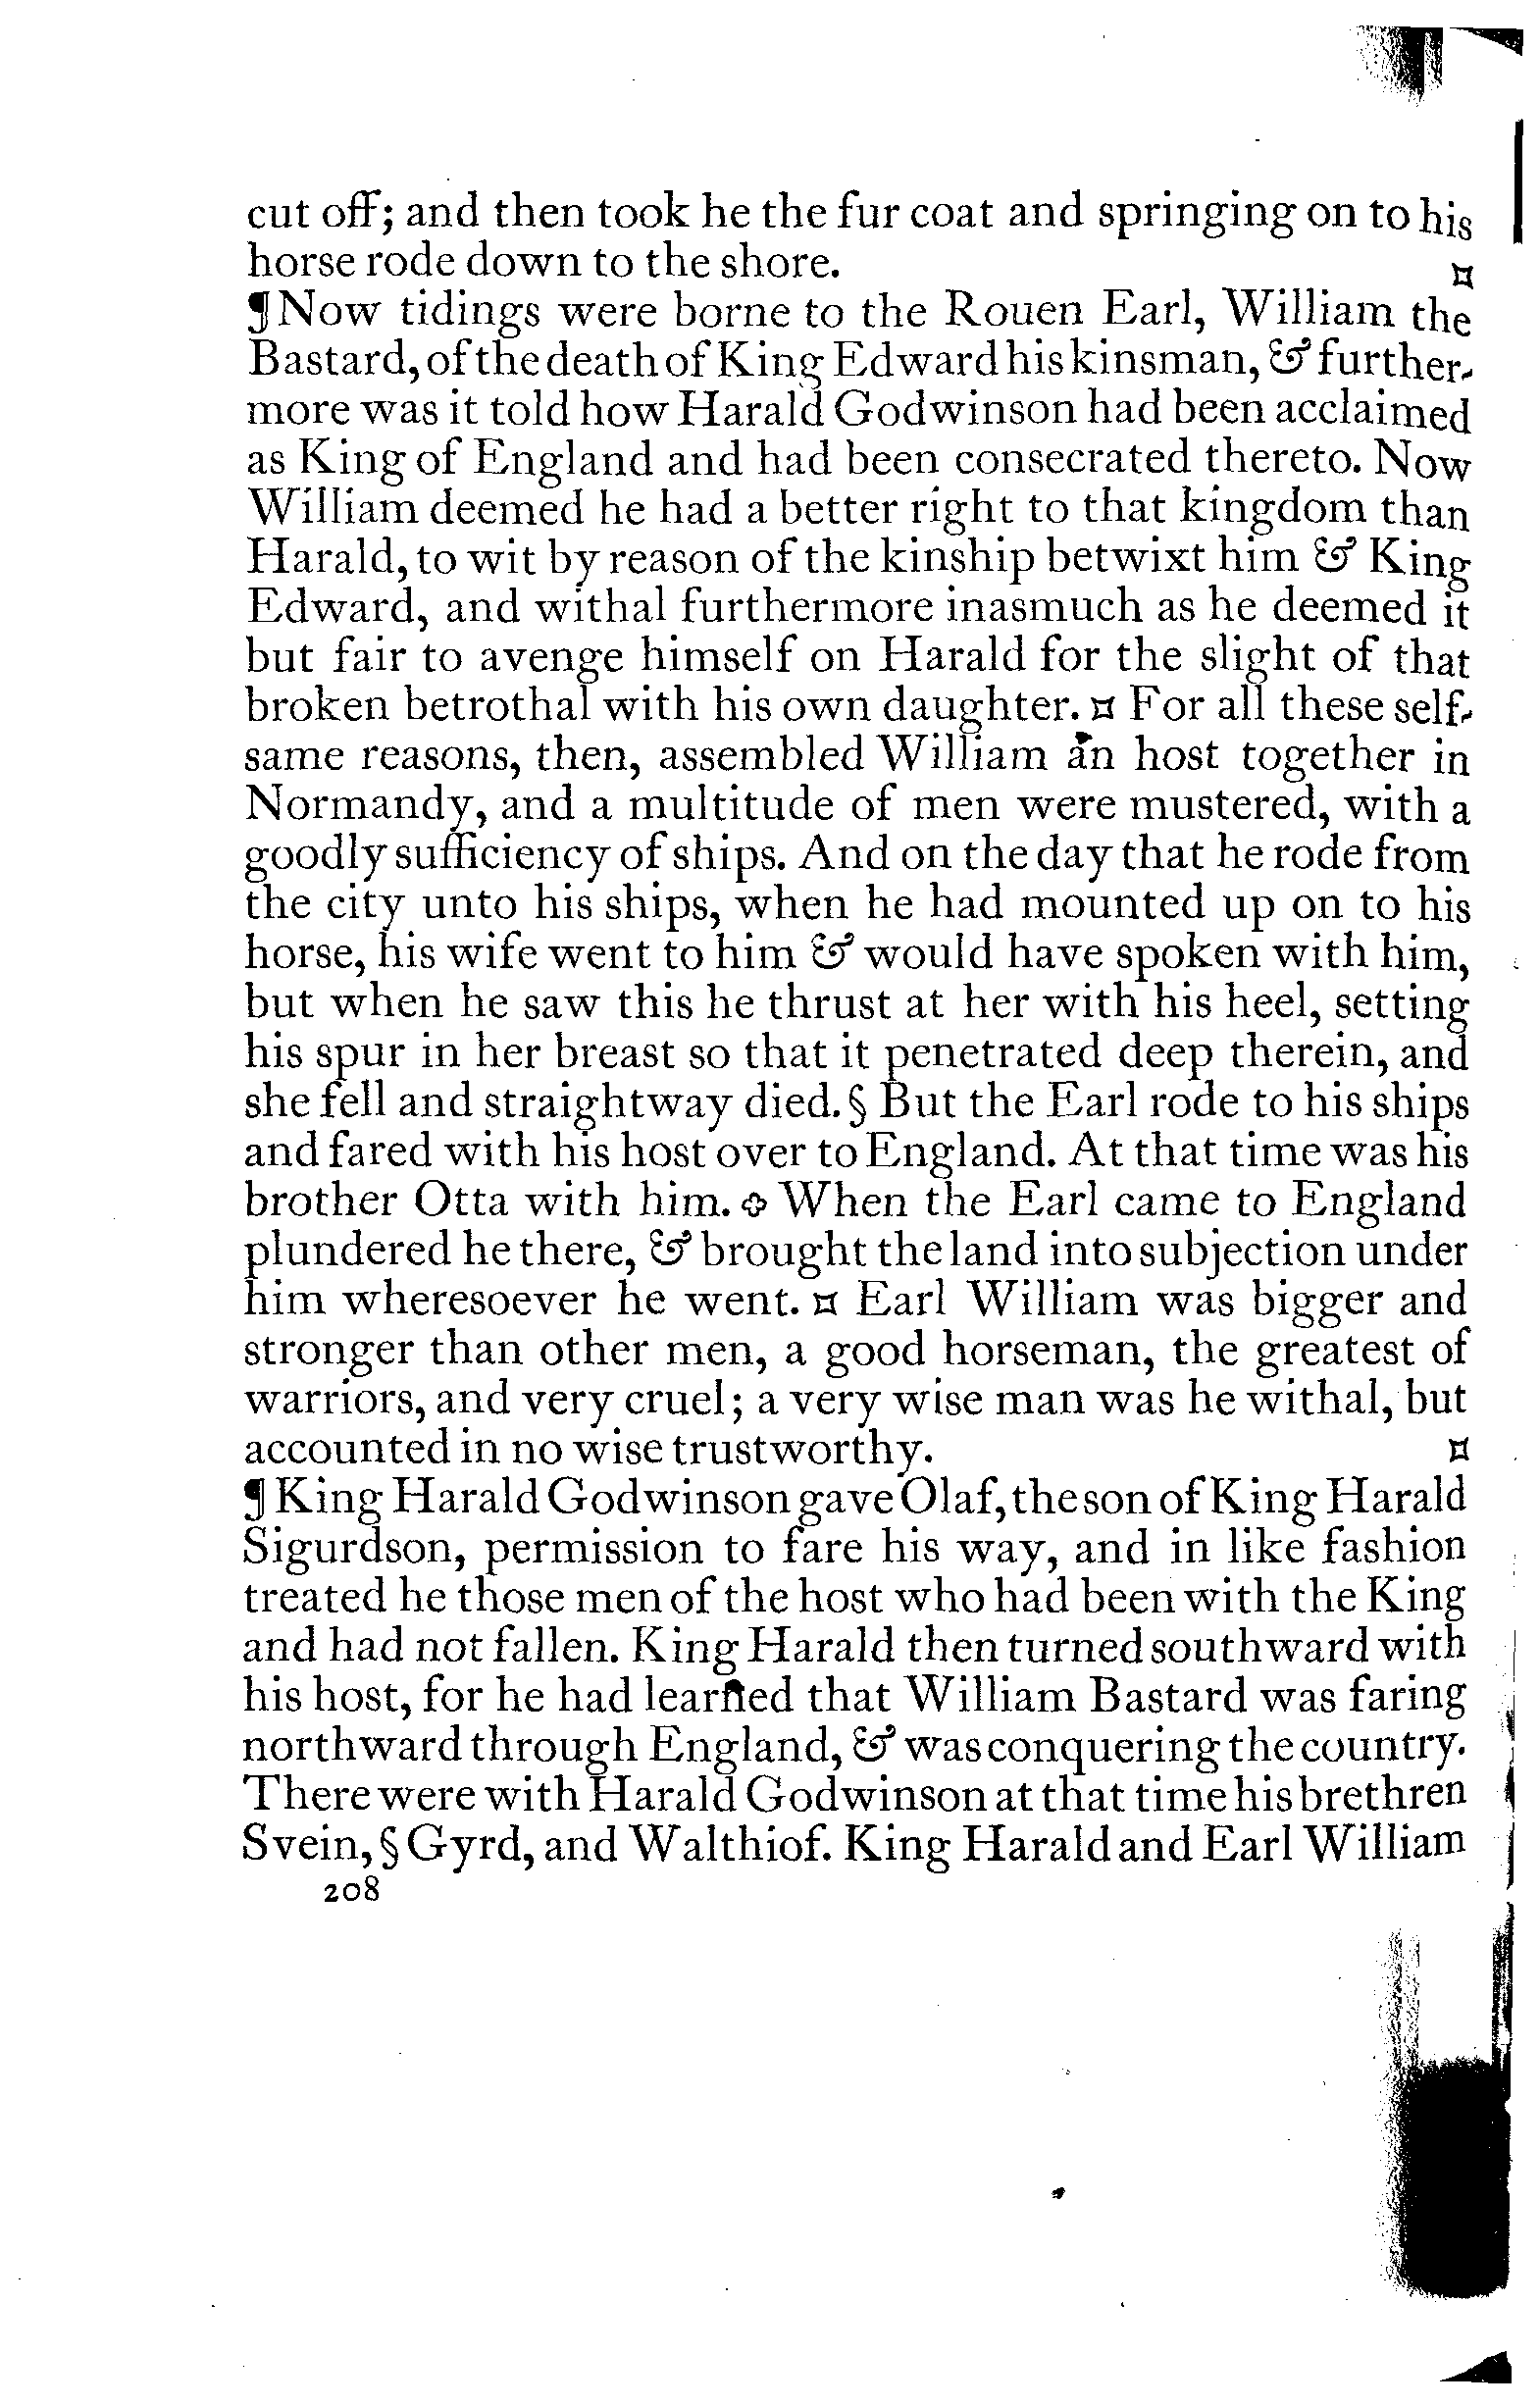 cut off; and then took he the fur coat and springing on to his
horse rode down to the shore. ¤
¶ Now tidings were borne to the Rouen Earl, William the
Bastard, of the death of King Edward his kinsman, & further-
more was it told how Harald Godwinson had been acclaimed
as King of England and had been consecrated thereto. Now
William deemed he had a better right to that kingdom than
Harald, to wit by reason of the kinship betwixt him & King
Edward, and withal furthermore inasmuch as he deemed it
but fair to avenge himself on Harald for the slight of that
broken betrothal with his own daughter. ¤ For all these self-
same reasons, then, assembled William an host together in
Normandy, and a multitude of men were mustered, with a
goodly sufficiency of ships. And on the day that he rode from
the city unto his ships, when he had mounted up on to his
horse, his wife went to him & would have spoken with him,
but when he saw this he thrust at her with his heel, setting
his spur in her breast so that it penetrated deep therein, and
she fell and straightway died. § But the Earl rode to his ships
and fared with his host over to England. At that time was his
brother Otta with him. ✣ When the Earl came to England
plundered he there, & brought the land into subjection under
him wheresoever he went. ¤ Earl William was bigger and
stronger than other men, a good horseman, the greatest of
warriors, and very cruel; a very wise man was he withal, but
accounted in no wise trustworthy. ¤
¶ King Harald Godwinson gave Olaf, the son of King Harald
Sigurdson, permission to fare his way, and in like fashion
treated he those men of the host who had been with the King
and had not fallen. King Harald then turned southward with
his host, for he had learned that William Bastard was faring
northward through England, & was conquering the country.
There were with Harald Godwinson at that time his brethren
Svein, § Gyrd, and Walthiof. King Harald and Earl William
208